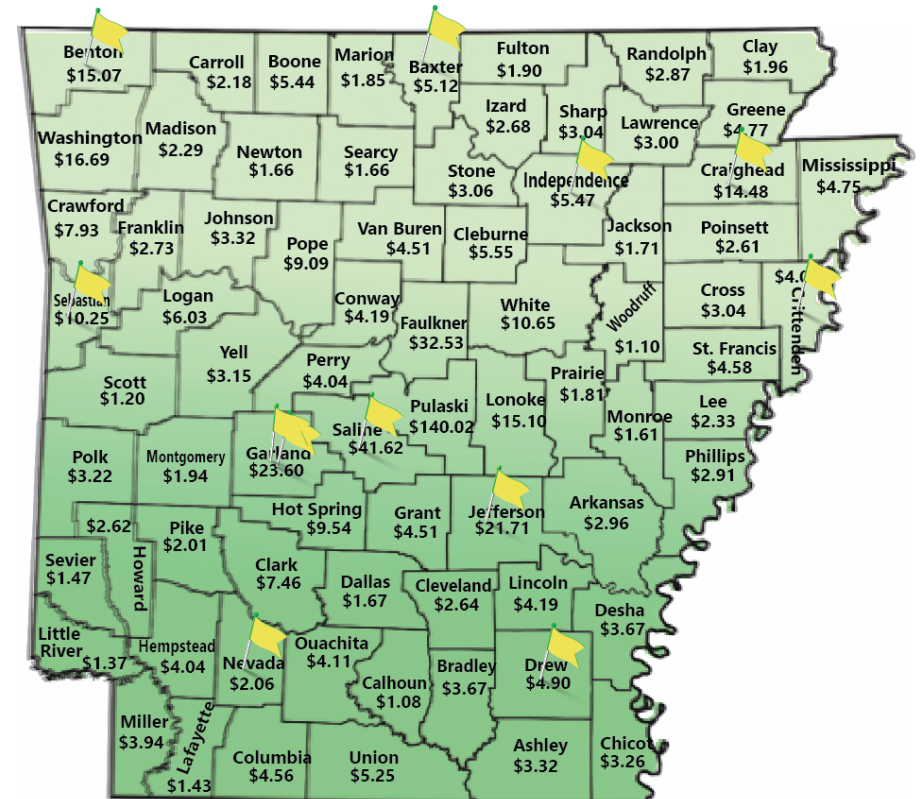 Benton
$15.07
Carroll
$2.18
Boone
$5.44
Marion
$1.85
Baxter
$5.12
Fulton
$1.90
Randolph
$2.87
Clay
$1.96
Washington
$16.69
Madison
$2.29
Newton
$1.66
Searcy
$1.66
Izard
$2.68
Sharp
$3.04
Lawrence
$3.00
Greene
$4.77
Stone
$3.06
Independence
$5.47
Craighead
$14.48
Mississippi
$4.75
Crawford
$7.93
Franklin
$2.73
Johnson
$3.32
Pope
$9.09
Van Buren
$4.51
Cleburne
$5.55
Jackson
$1.71
Poinsett
$2.61
Sebastian
$10.25
Logan
$6.03
Conway
$4.19
Faulkner
$32.53
White
$10.65
Woodruff
$1.10
Cross
$3.04
Crittenden
Scott
$1.20
Yell
$3.15
Perry
$4.04
Pulaski
$140.02
Lonoke
$15.10
Prairie
$1.81
Monroe
$1.61
St. Francis
$4.58
Lee
$2.33
Polk
$3.22
Montgomery
$1.94
Garland
$23.60
Saline
$41.62
Phillips
$2.91
Hot Spring
$9.54
Grant
$4.51
Jefferson
$21.71
Arkansas
$2.96
$2.62
Howard
Pike
$2.01
Sevier
$1.47
Clark
$7.46
Dallas
$1.67
Cleveland
$2.64
Lincoln
$4.19
Desha
$3.67
Little
River
$1.37
Hempstead
$4.04
Nevada
$2.06
Ouachita
$4.11
Calhoun
$1.08
Bradley
$3.67
Drew
$4.90
Miller
$3.94
Lafayette
$1.43
Columbia
$4.56
Union
$5.25
Ashley
$3.32
Chicot
$3.26